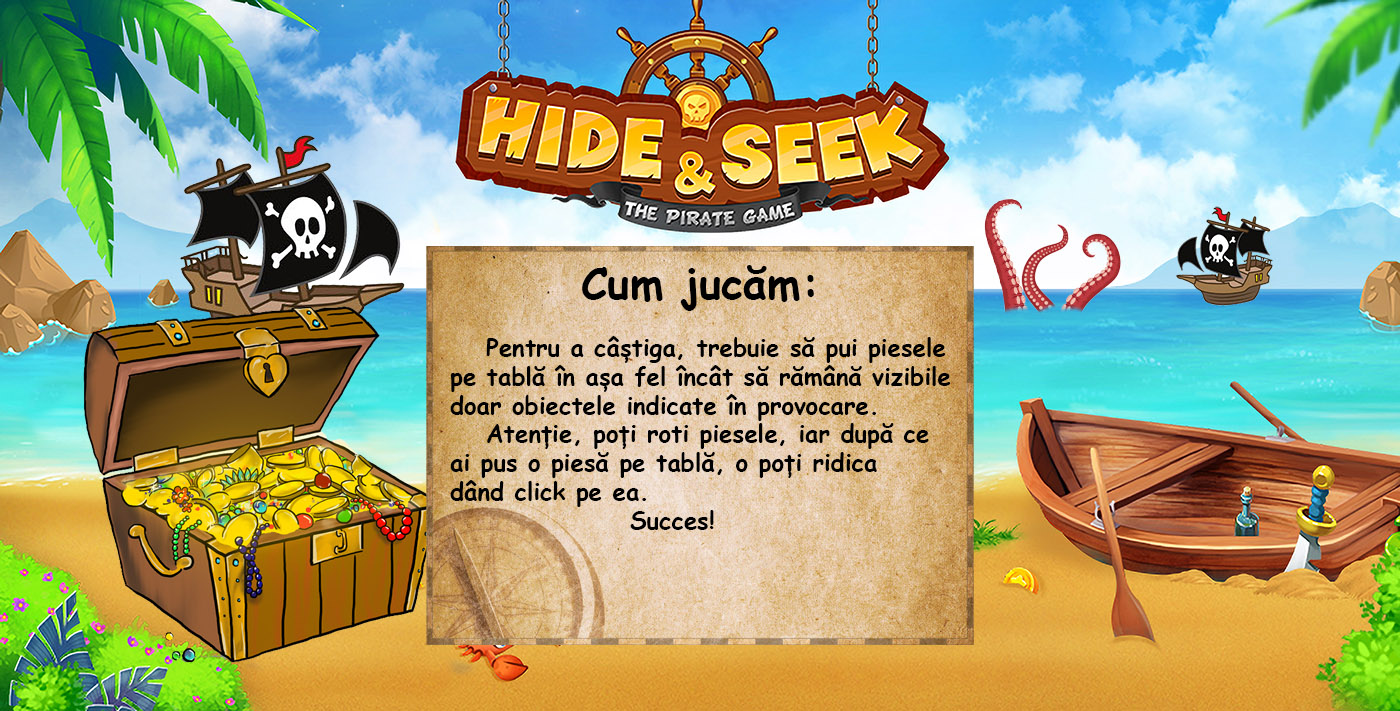 HIDE & SEEK
THE PIRATE GAME
Cum jucăm:
Pentru a câștiga, trebuie să pui piesele
pe tablă în așa fel încât să rămână vizibile
doar obiectele indicate în provocare.
Atenție, poți roti piesele, iar după ce
ai pus o piesă pe tablă, o poți ridica
dând click pe ea.
Succes!